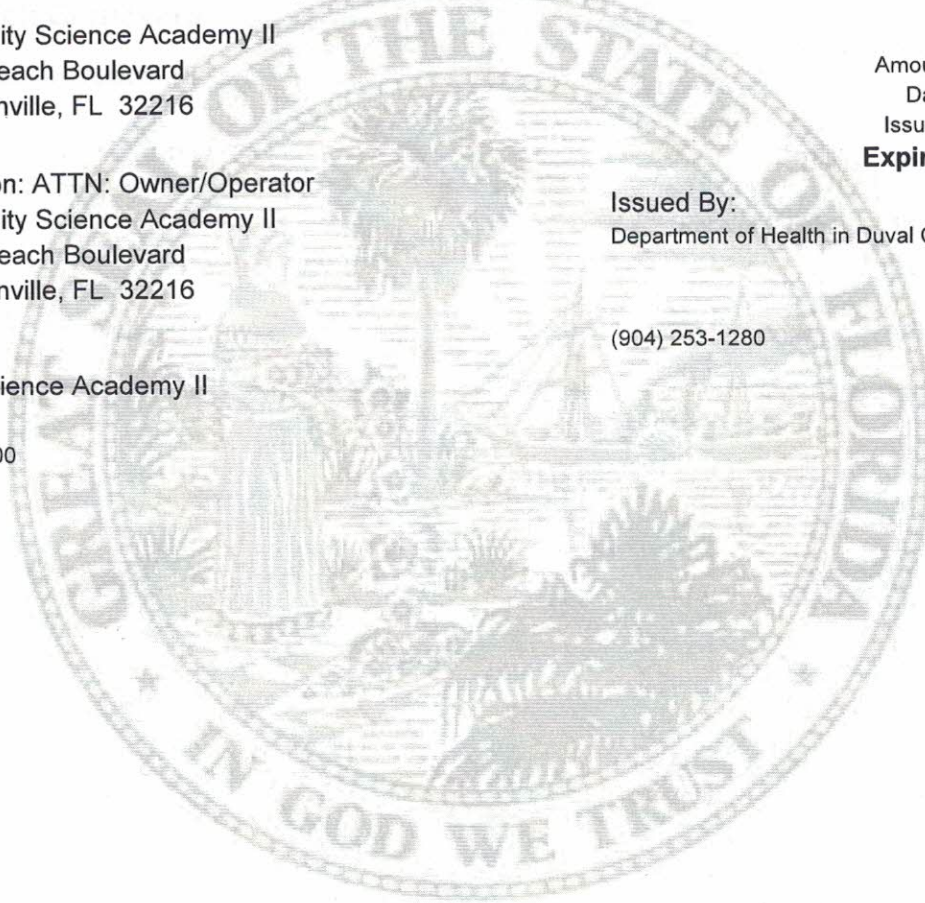 ity Science Academy II
each Boulevard
nville, FL 32216
on: ATTN: Owner/Operator
ity Science Academy II
each Boulevard
nville, FL 32216
ience Academy II
00
Amou
Da
Issu
Expir
Issued By:
Department of Health in Duval C
(904) 253-1280
GREAT SEAL OF THE STATE OF FLORIDA
IN GOD WE TRUST